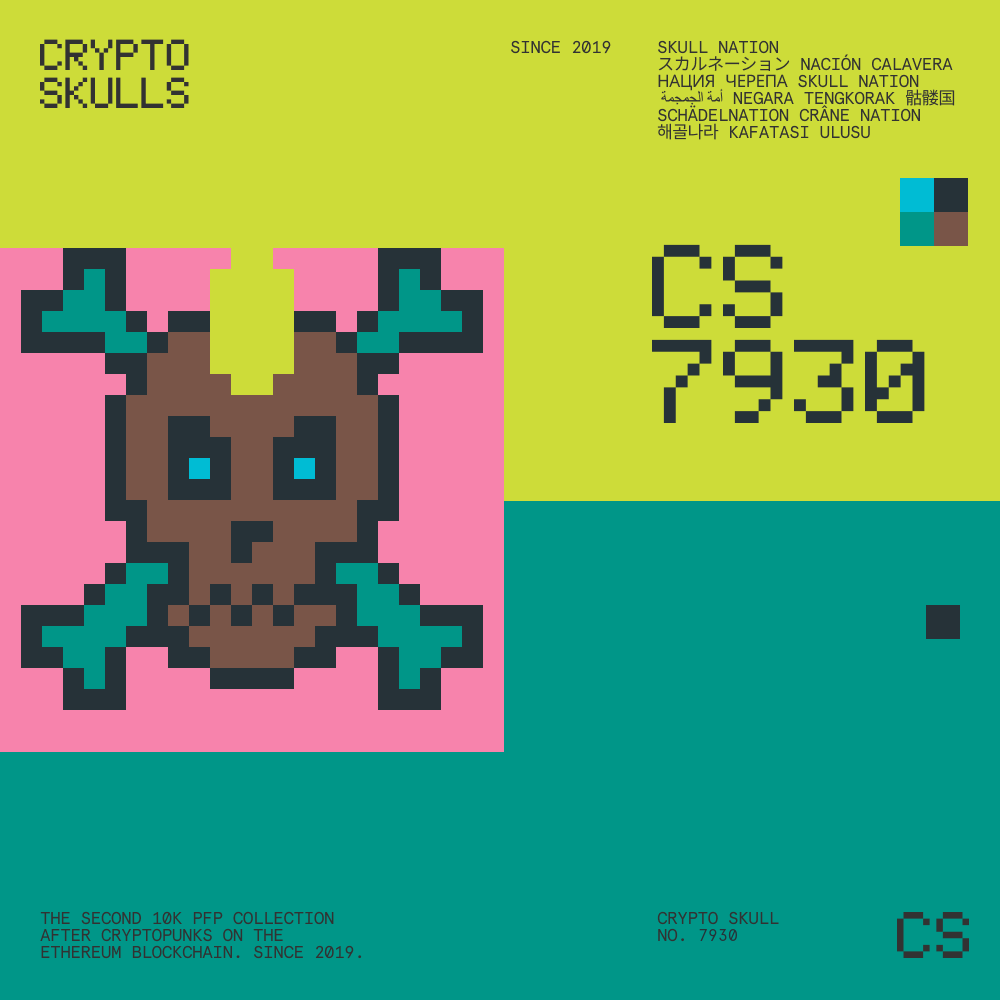 CRYPTO
SKULLS
SINCE 2019
SKULL NATION
スカルネーション NACIÓN CALAVERA
НАЦИЯ ЧЕРЕПА SKULL NATION
أمة الجمجمة NEGARA TENGKORAK 骷髅国
SCHÄDELNATION CRÂNE NATION
해골나라 KAFATASI ULUSU
CS
7930
THE SECOND 10K PFP COLLECTION
AFTER CRYPTOPUNKS ON THE
ETHEREUM BLOCKCHAIN. SINCE 2019.
CRYPTO SKULL
NO. 7930
CS